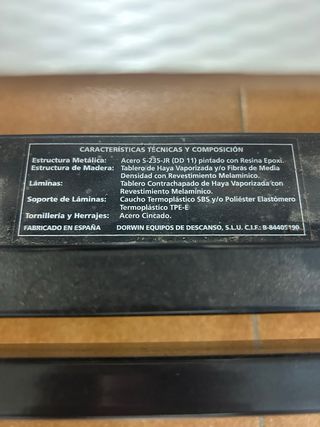 CARACTERÍSTICAS TÉCNICAS Y COMPOSICIÓN
Estructura Metálica: Acero S-235-JR (DD 11) pintado con Resina Epoxi.
Estructura de Madera: Tablero de Haya Vaporizada y/o Fibras de Media
Densidad con Revestimiento Melamínico.
Láminas: Tablero Contrachapado de Haya Vaporizada con
Revestimiento Melamínico.
Soporte de Láminas: Caucho Termoplástico SBS y/o Poliéster Elastómero
Termoplástico TPE-E
Tornillería y Herrajes: Acero Cincado.
FABRICADO EN ESPAÑA DORWIN EQUIPOS DE DESCANSO, S.L.U. C.I.F.: B-84405190